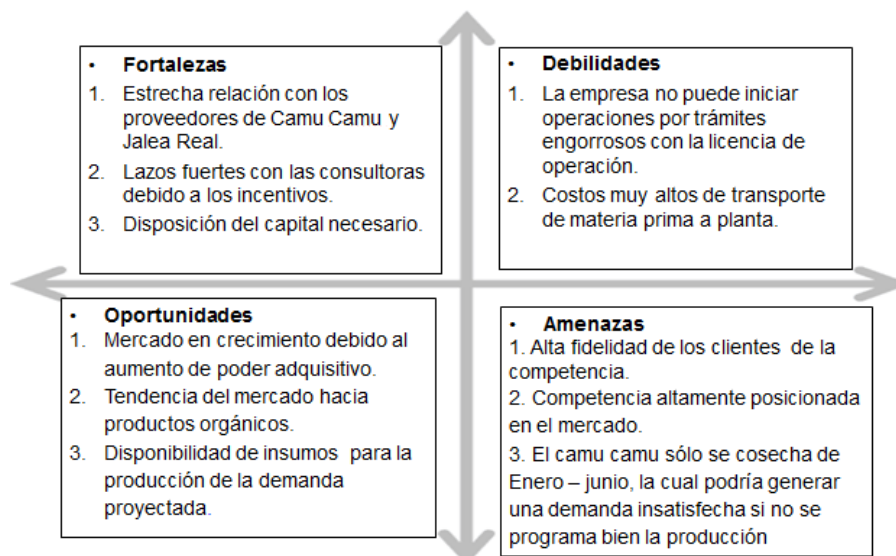 • Fortalezas
1. Estrecha relación con los
proveedores de Camu Camu y
Jalea Real.
2. Lazos fuertes con las consultoras
debido a los incentivos.
3. Disposición del capital necesario.
• Debilidades
1. La empresa no puede iniciar
operaciones por trámites
engorrosos con la licencia de
operación.
2. Costos muy altos de transporte
de materia prima a planta.
• Oportunidades
1. Mercado en crecimiento debido al
aumento de poder adquisitivo.
2. Tendencia del mercado hacia
productos orgánicos.
3. Disponibilidad de insumos para la
producción de la demanda
proyectada.
• Amenazas
1. Alta fidelidad de los clientes de la
competencia.
2. Competencia altamente posicionada
en el mercado.
3. El camu camu sólo se cosecha de
Enero – junio, la cual podría generar
una demanda insatisfecha si no se
programa bien la producción